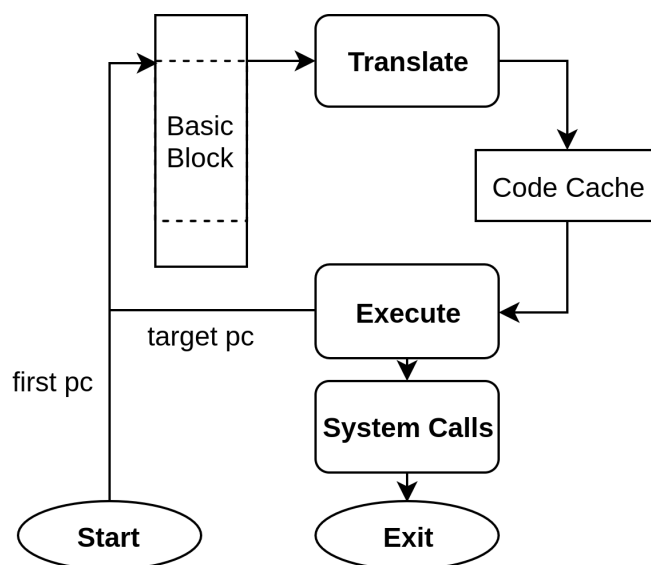 Translate
Basic
Block
Code Cache
Execute
target pc
first pc
System Calls
Start
Exit